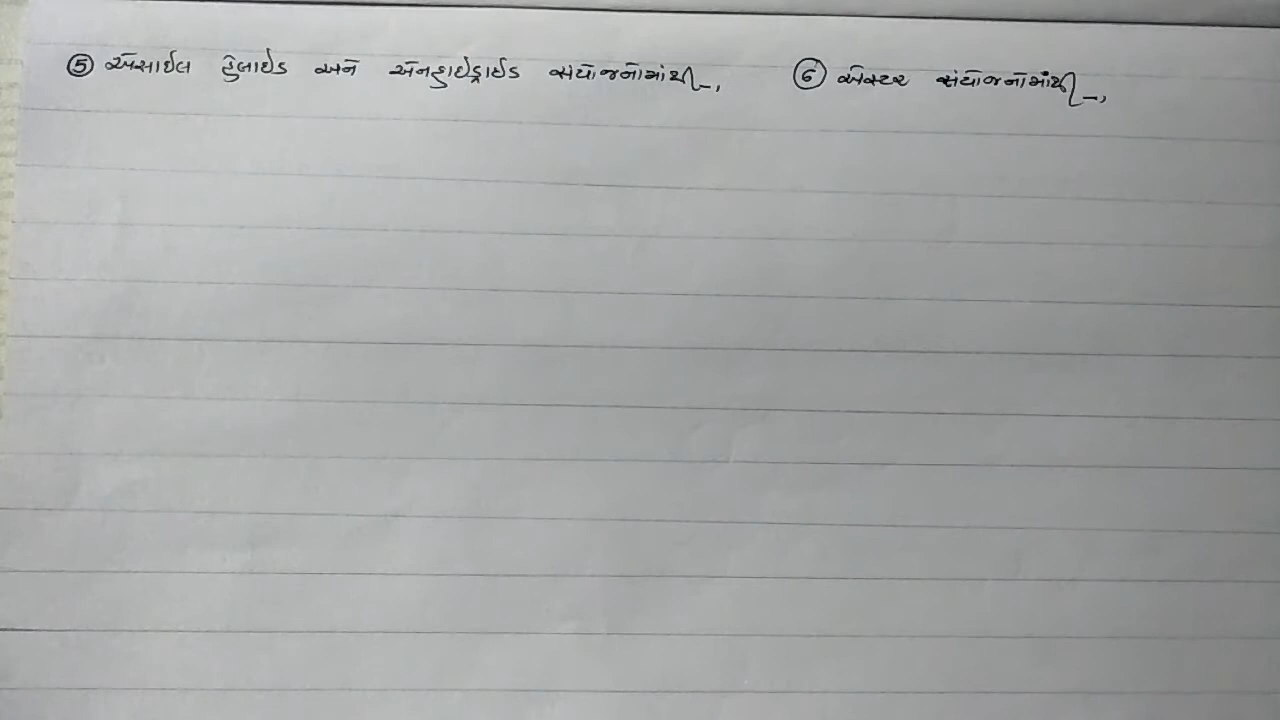 ⑤ એસાઈલ હેલાઈડ અને એનહાઈડ્રાઈડ સંયોજનોમાંથી -,
⑥ એસ્ટર સંયોજનોમાંથી -,